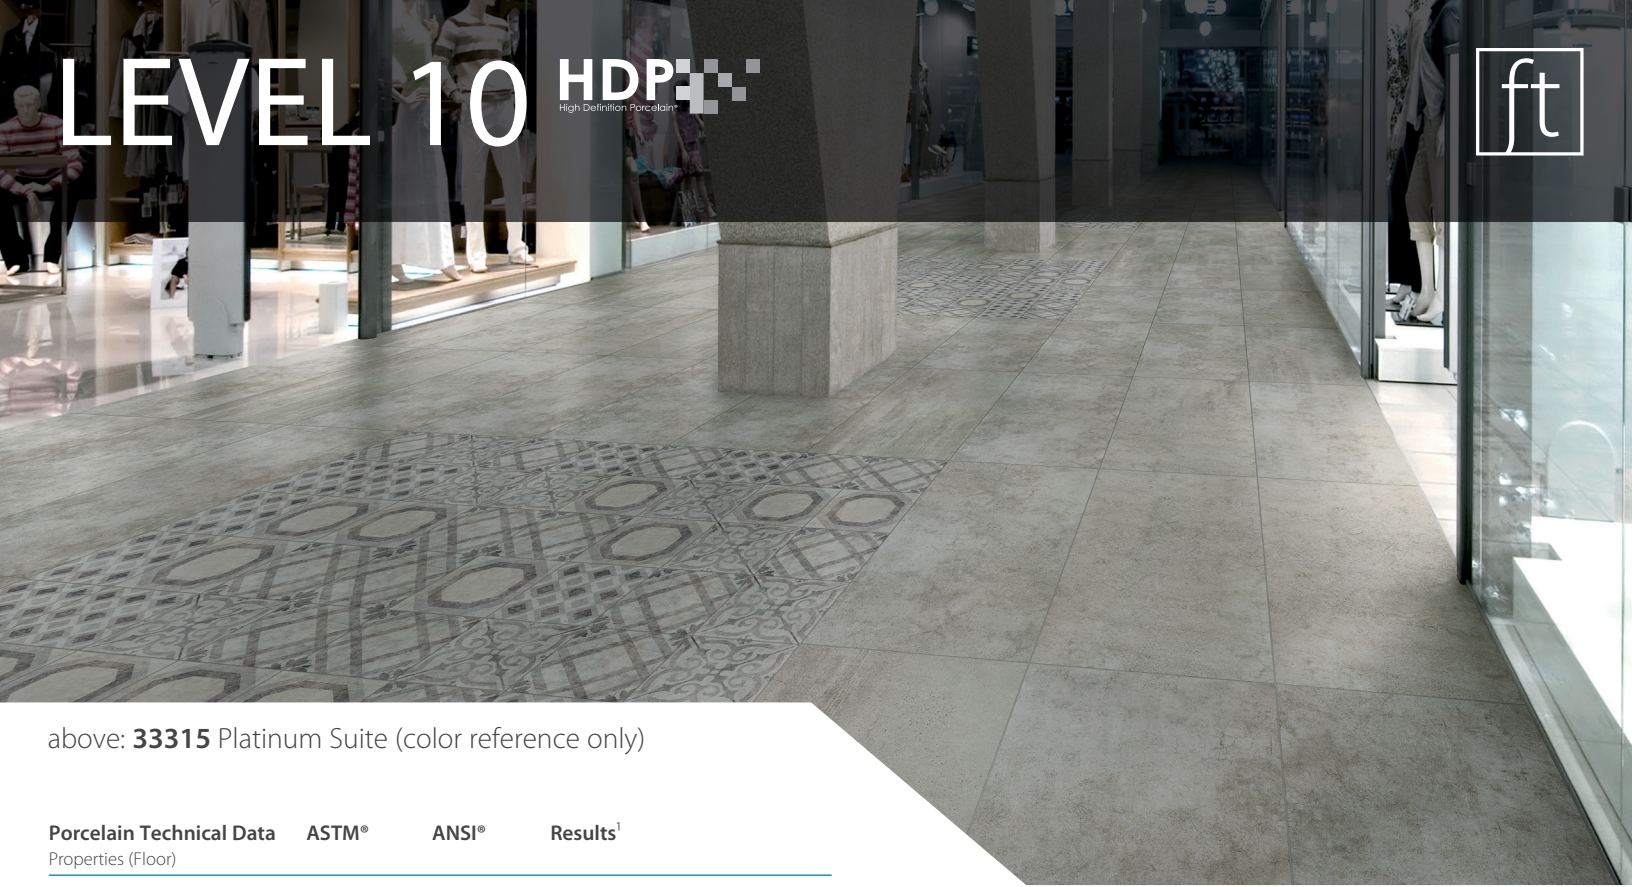 LEVEL 10
HDP
High Definition Porcelain®
ft
above: 33315 Platinum Suite (color reference only)
Porcelain Technical Data ASTM® ANSI® Results¹
Properties (Floor)